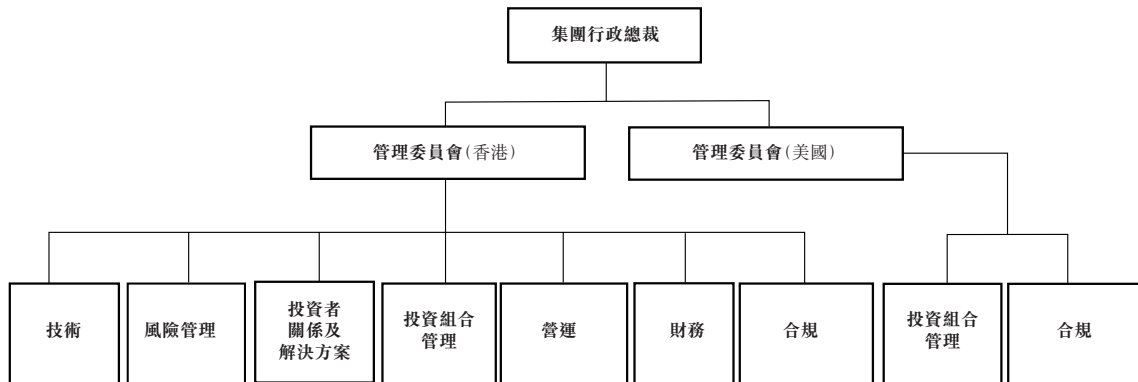 集團行政總裁
管理委員會(香港)
管理委員會(美國)
技術
風險管理
投資者
關係及
解決方案
投資組合
管理
營運
財務
合規
投資組合
管理
合規